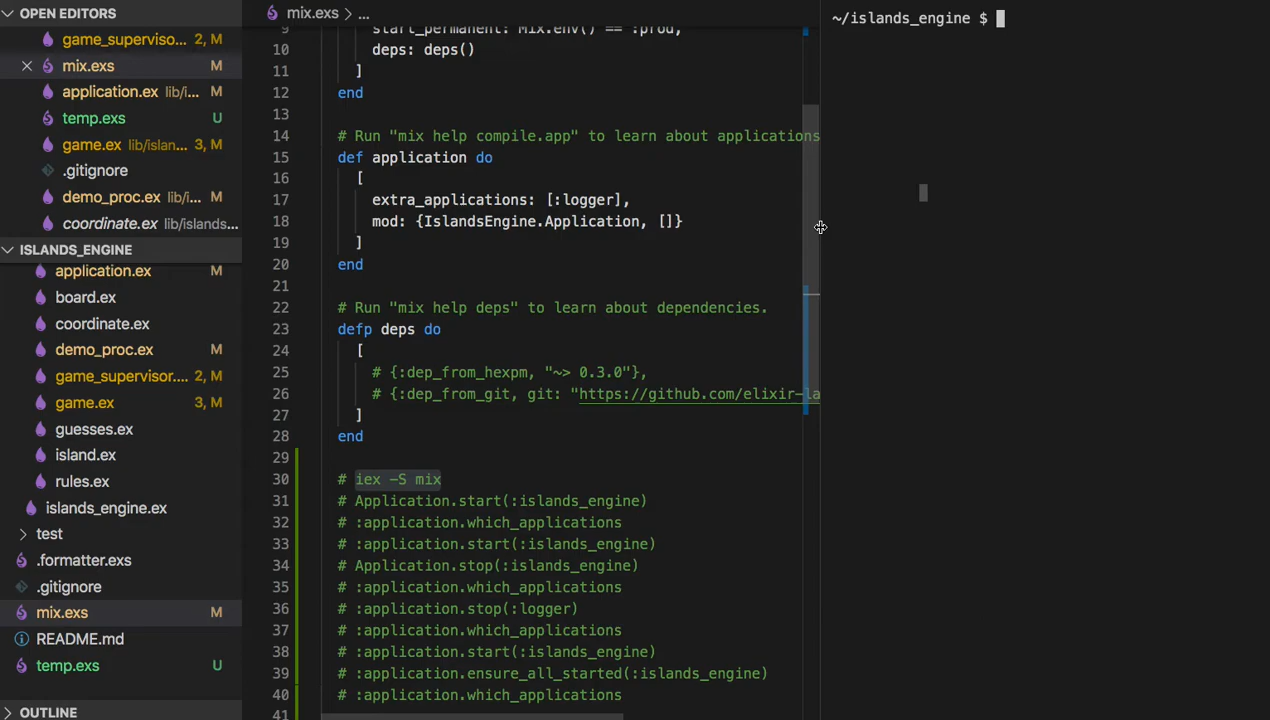 OPEN EDITORS
game_superviso... 2, M
mix.exs M
application.ex lib/i... M
temp.exs U
game.ex lib/islan... 3, M
.gitignore
demo_proc.ex lib/i... M
coordinate.ex lib/islands...
ISLANDS_ENGINE
application.ex M
board.ex
coordinate.ex
demo_proc.ex M
game_supervisor.... 2, M
game.ex 3, M
guesses.ex
island.ex
rules.ex
islands_engine.ex
test
.formatter.exs
.gitignore
mix.exs M
README.md
temp.exs U
OUTLINE
mix.exs > ...
9 start_permanent: Mix.env() == :prod,
10 deps: deps()
11 ]
12 end
13
14 # Run "mix help compile.app" to learn about applications
15 def application do
16 [
17 extra_applications: [:logger],
18 mod: {IslandsEngine.Application, []}
19 ]
20 end
21
22 # Run "mix help deps" to learn about dependencies.
23 defp deps do
24 [
25 # {:dep_from_hexpm, "~> 0.3.0"},
26 # {:dep_from_git, git: "https://github.com/elixir-la
27 ]
28 end
29
30 # iex -S mix
31 # Application.start(:islands_engine)
32 # :application.which_applications
33 # :application.start(:islands_engine)
34 # Application.stop(:islands_engine)
35 # :application.which_applications
36 # :application.stop(:logger)
37 # :application.which_applications
38 # :application.start(:islands_engine)
39 # :application.ensure_all_started(:islands_engine)
40 # :application.which_applications
41
~/islands_engine $